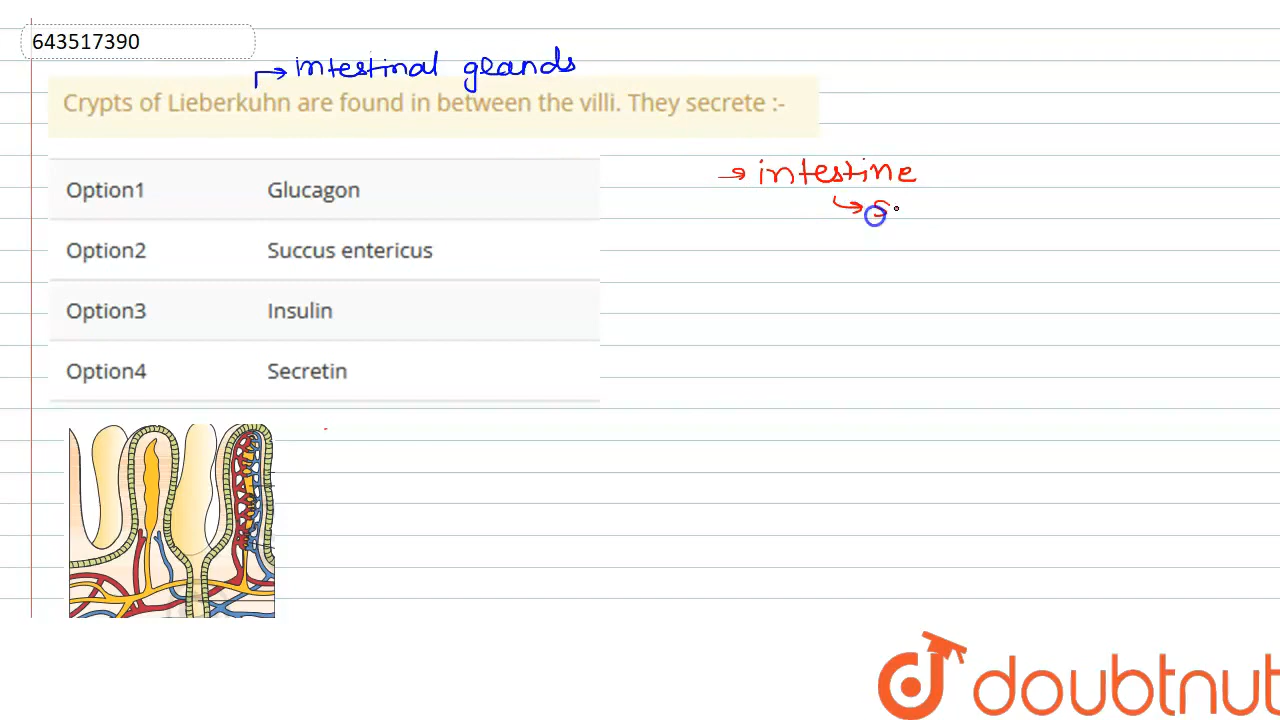 643517390
→ intestinal glands
Crypts of Lieberkuhn are found in between the villi. They secrete :-
→ intestine
Option1 Glucagon
↳ S
Option2 Succus entericus
Option3 Insulin
Option4 Secretin
doubtnut